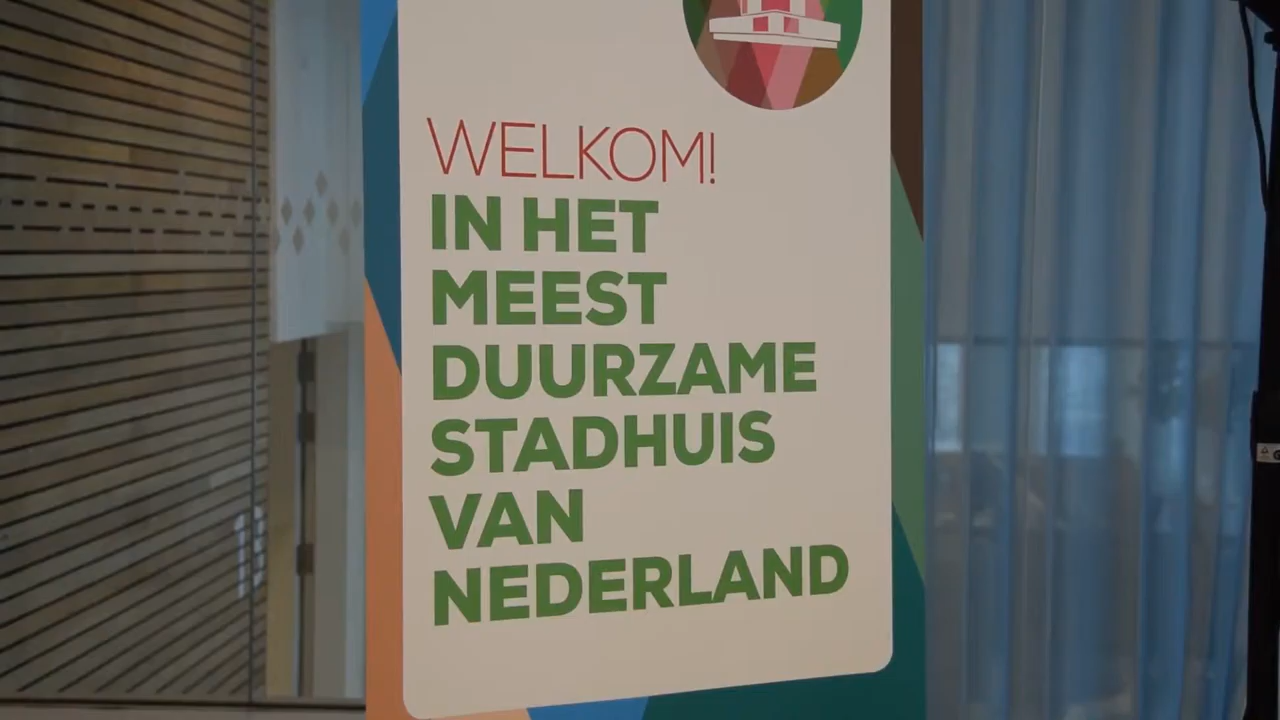 WELKOM!
IN HET
MEEST
DUURZAME
STADHUIS
VAN
NEDERLAND